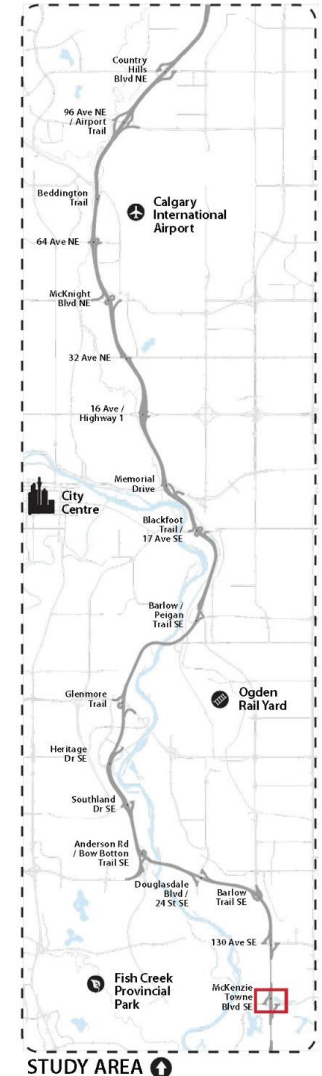 Country
Hills
Blvd NE
96 Ave NE
/ Airport
Trail
Beddington
Trail
Calgary
International
Airport
64 Ave NE
McKnight
Blvd NE
32 Ave NE
16 Ave /
Highway 1
Memorial
Drive
City
Centre
Blackfoot
Trail /
17 Ave SE
Barlow /
Peigan
Trail SE
Glenmore
Trail
Ogden
Rail Yard
Heritage
Dr SE
Southland
Dr SE
Anderson Rd
/ Bow Botton
Trail SE
Douglasdale
Blvd /
24 St SE
Barlow
Trail SE
130 Ave SE
Fish Creek
Provincial
Park
McKenzie
Towne
Blvd SE
STUDY AREA